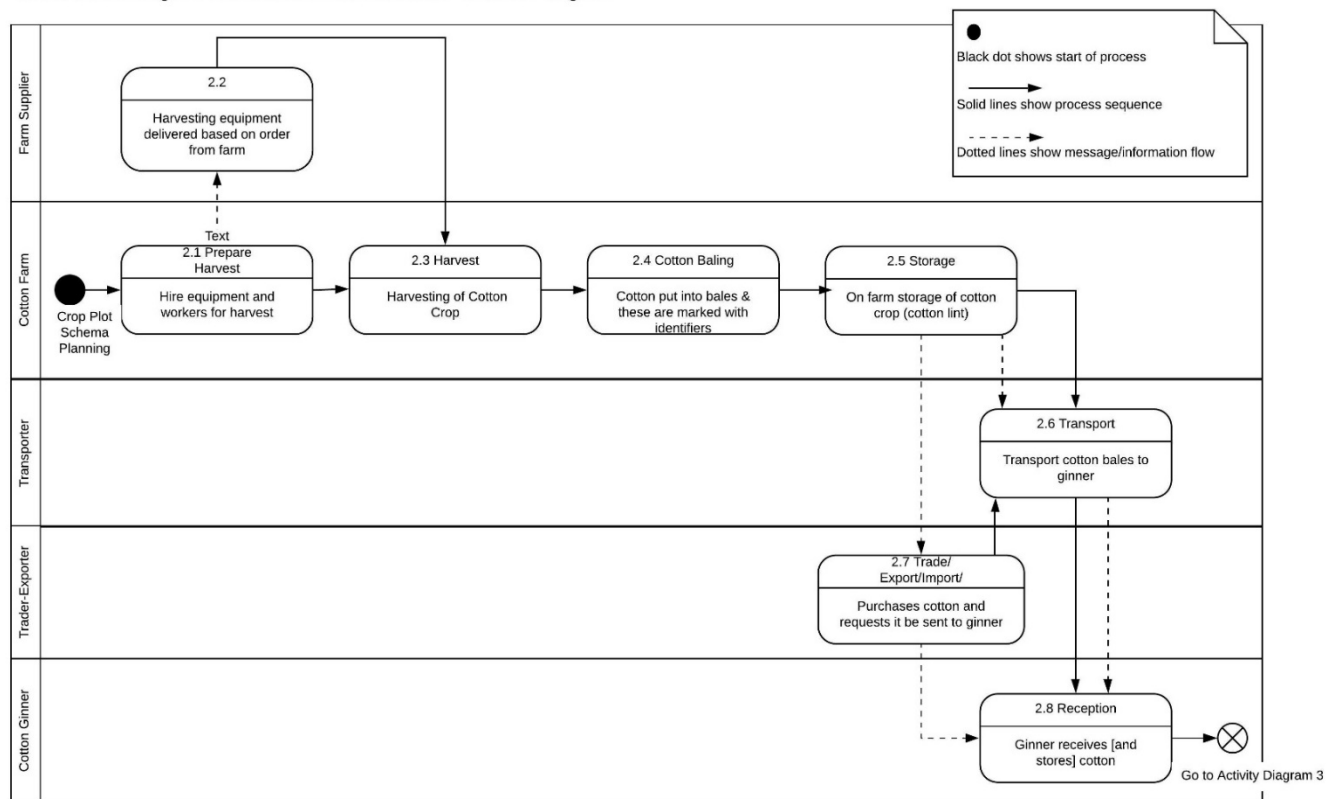 Black dot shows start of process
Solid lines show process sequence
Dotted lines show message/information flow
Farm Supplier
2.2
Harvesting equipment
delivered based on order
from farm
Cotton Farm
Crop Plot
Schema
Planning
Text
2.1 Prepare
Harvest
Hire equipment and
workers for harvest
2.3 Harvest
Harvesting of Cotton
Crop
2.4 Cotton Baling
Cotton put into bales &
these are marked with
identifiers
2.5 Storage
On farm storage of cotton
crop (cotton lint)
Transporter
2.6 Transport
Transport cotton bales to
ginner
Trader-Exporter
2.7 Trade/
Export/Import/
Purchases cotton and
requests it be sent to ginner
Cotton Ginner
2.8 Reception
Ginner receives [and
stores] cotton
Go to Activity Diagram 3